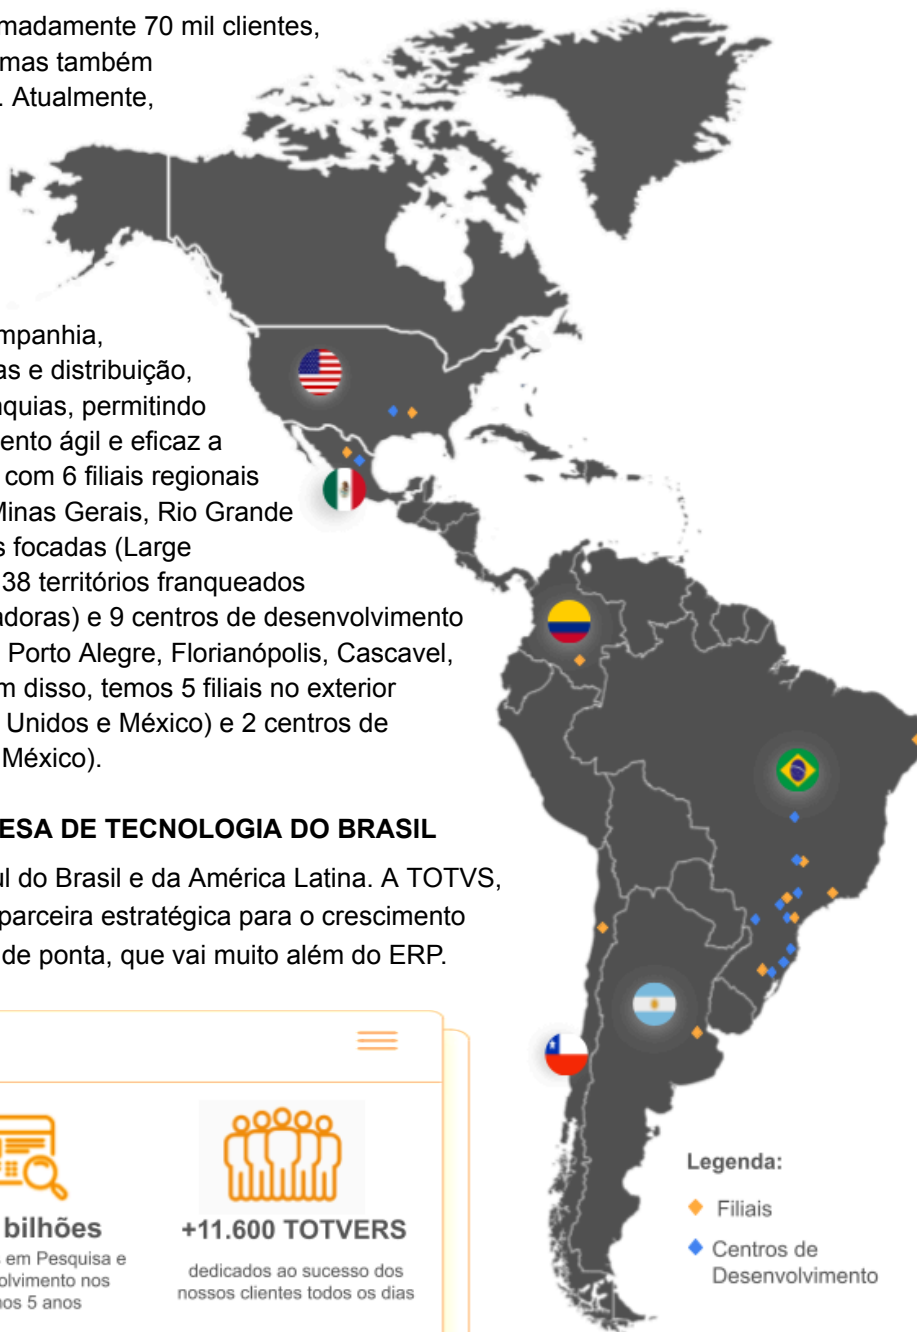 madamente 70 mil clientes,
mas também
. Atualmente,
mpanhia,
as e distribuição,
nquias, permitindo
ento ágil e eficaz a
com 6 filiais regionais
Minas Gerais, Rio Grande
s focadas (Large
38 territórios franqueados
adoras) e 9 centros de desenvolvimento
Porto Alegre, Florianópolis, Cascavel,
m disso, temos 5 filiais no exterior
Unidos e México) e 2 centros de
México).
ESA DE TECNOLOGIA DO BRASIL
ul do Brasil e da América Latina. A TOTVS,
parceira estratégica para o crescimento
de ponta, que vai muito além do ERP.
bilhões
s em Pesquisa e
olvimento nos
nos 5 anos
+11.600 TOTVERS
dedicados ao sucesso dos
nossos clientes todos os dias
Legenda:
Filiais
Centros de
Desenvolvimento